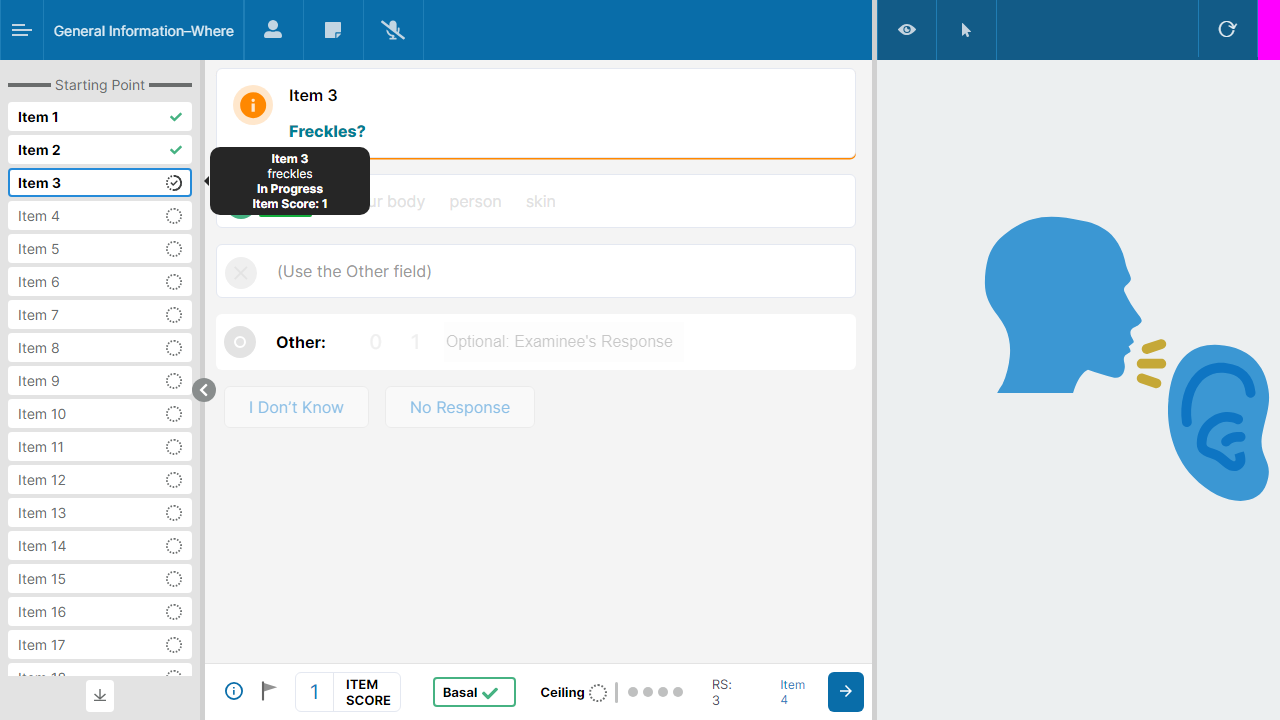 General Information–Where
Starting Point
Item 1
Item 2
Item 3
Item 4
Item 5
Item 6
Item 7
Item 8
Item 9
Item 10
Item 11
Item 12
Item 13
Item 14
Item 15
Item 16
Item 17
Item 3
Freckles?
Item 3
freckles
In Progress
Item Score: 1
body person skin
(Use the Other field)
Other: 0 1 Optional: Examinee's Response
I Don't Know No Response
1 ITEM SCORE
Basal
Ceiling
RS: 3
Item 4